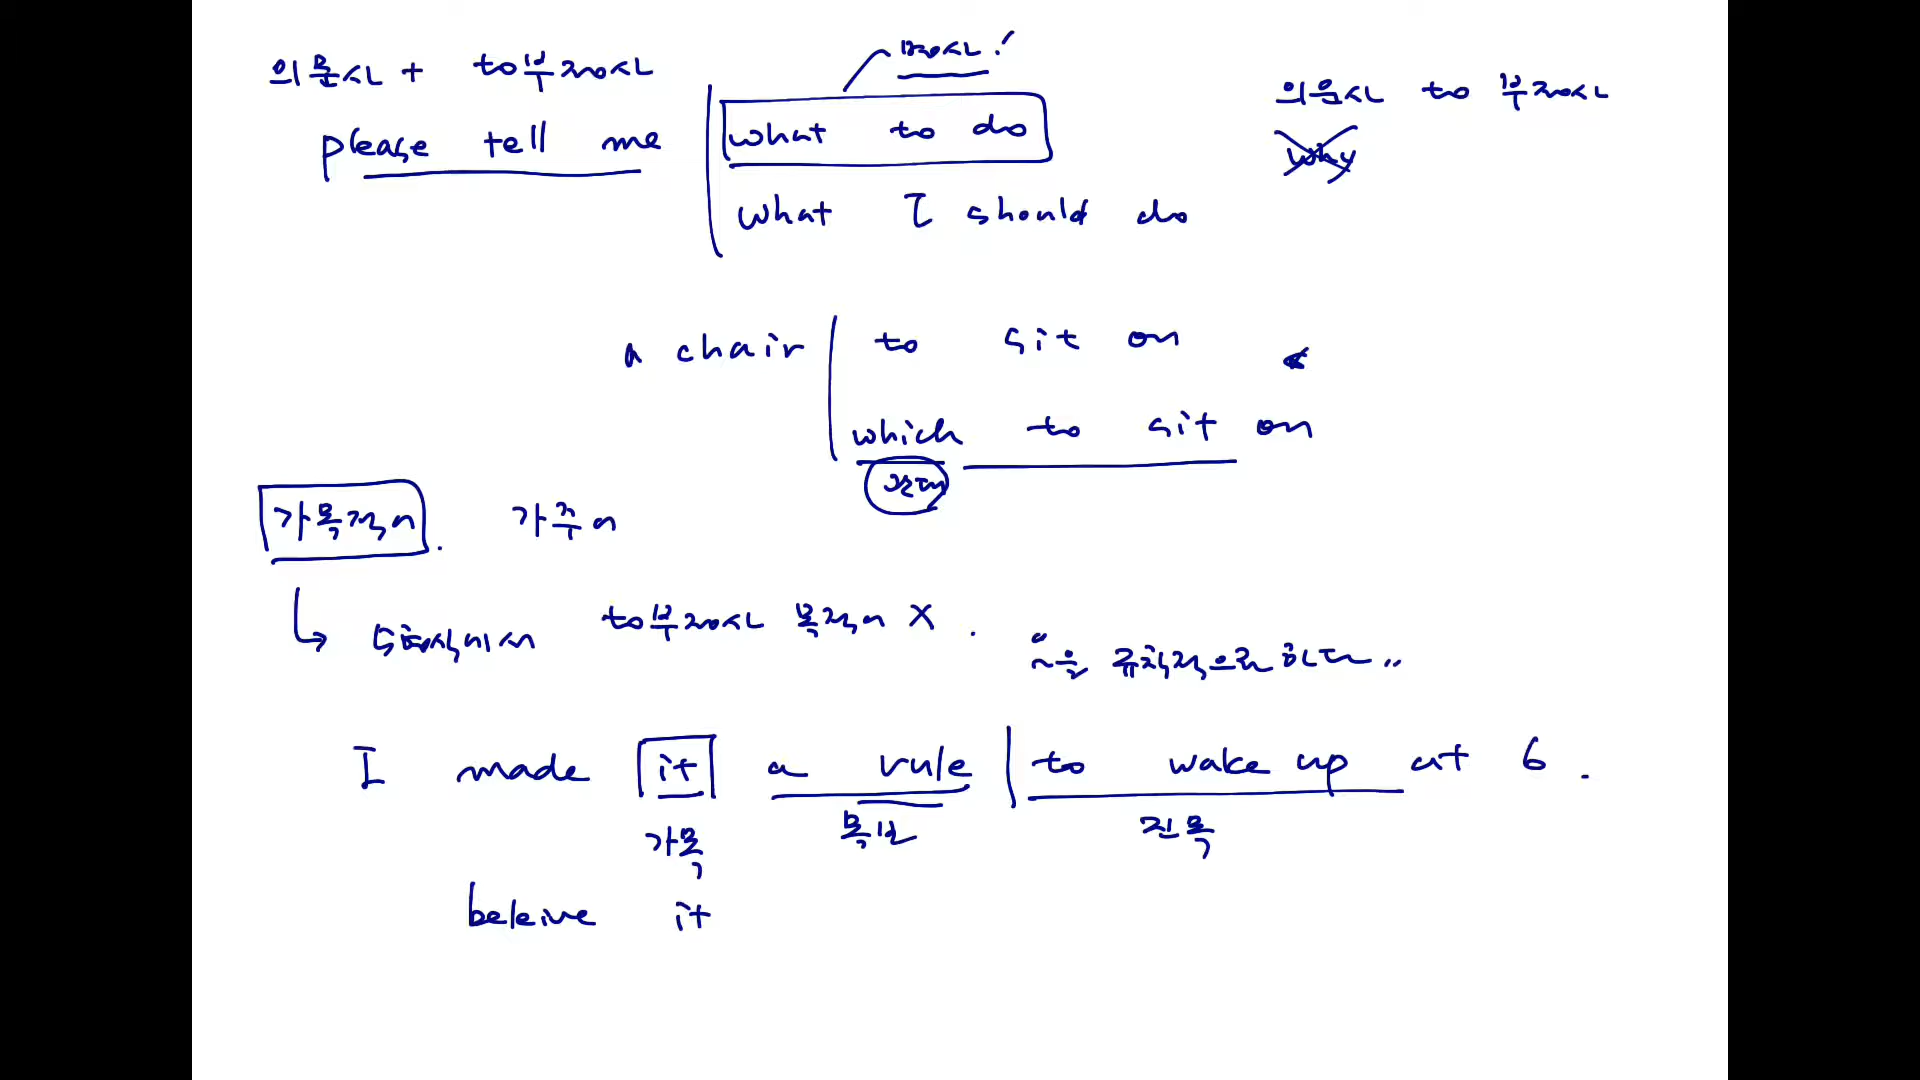 명사!
의문사 + to부정사
please tell me what to do
의문사 to 부정사
why
what I should do
a chair to sit on
which to sit on
관대
가목적어. 가주어
5형식에서 to부정사 목적어 X.
"~을 규칙적으로 한다"
I made it a rule to wake up at 6.
가목 목보 진목
beleive it